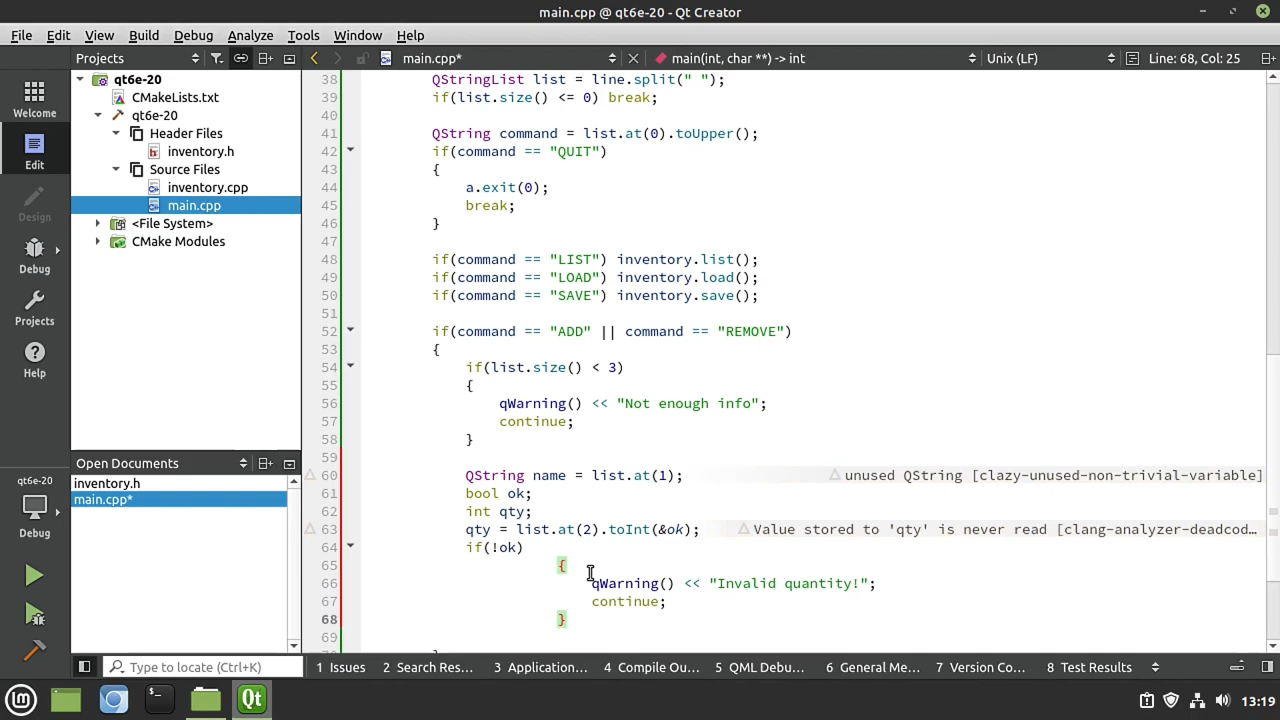 main.cpp @ qt6e-20 - Qt Creator
File Edit View Build Debug Analyze Tools Window Help
Projects main.cpp* main(int, char **) -> int Unix (LF) Line: 68, Col: 25
Welcome
Edit
Design
Debug
Projects
Help
qt6e-20
Debug
qt6e-20
CMakeLists.txt
qt6e-20
Header Files
inventory.h
Source Files
inventory.cpp
main.cpp
<File System>
CMake Modules
Open Documents
inventory.h
main.cpp*
38 QStringList list = line.split(" ");
39 if(list.size() <= 0) break;
40
41 QString command = list.at(0).toUpper();
42 if(command == "QUIT")
43 {
44 a.exit(0);
45 break;
46 }
47
48 if(command == "LIST") inventory.list();
49 if(command == "LOAD") inventory.load();
50 if(command == "SAVE") inventory.save();
51
52 if(command == "ADD" || command == "REMOVE")
53 {
54 if(list.size() < 3)
55 {
56 qWarning() << "Not enough info";
57 continue;
58 }
59
60 QString name = list.at(1); unused QString [clazy-unused-non-trivial-variable]
61 bool ok;
62 int qty;
63 qty = list.at(2).toInt(&ok); Value stored to 'qty' is never read [clang-analyzer-deadcod...
64 if(!ok)
65 {
66 qWarning() << "Invalid quantity!";
67 continue;
68 }
69
Type to locate (Ctrl+K) 1 Issues 2 Search Res... 3 Application... 4 Compile Ou... 5 QML Debu... 6 General Me... 7 Version Co... 8 Test Results
13:19